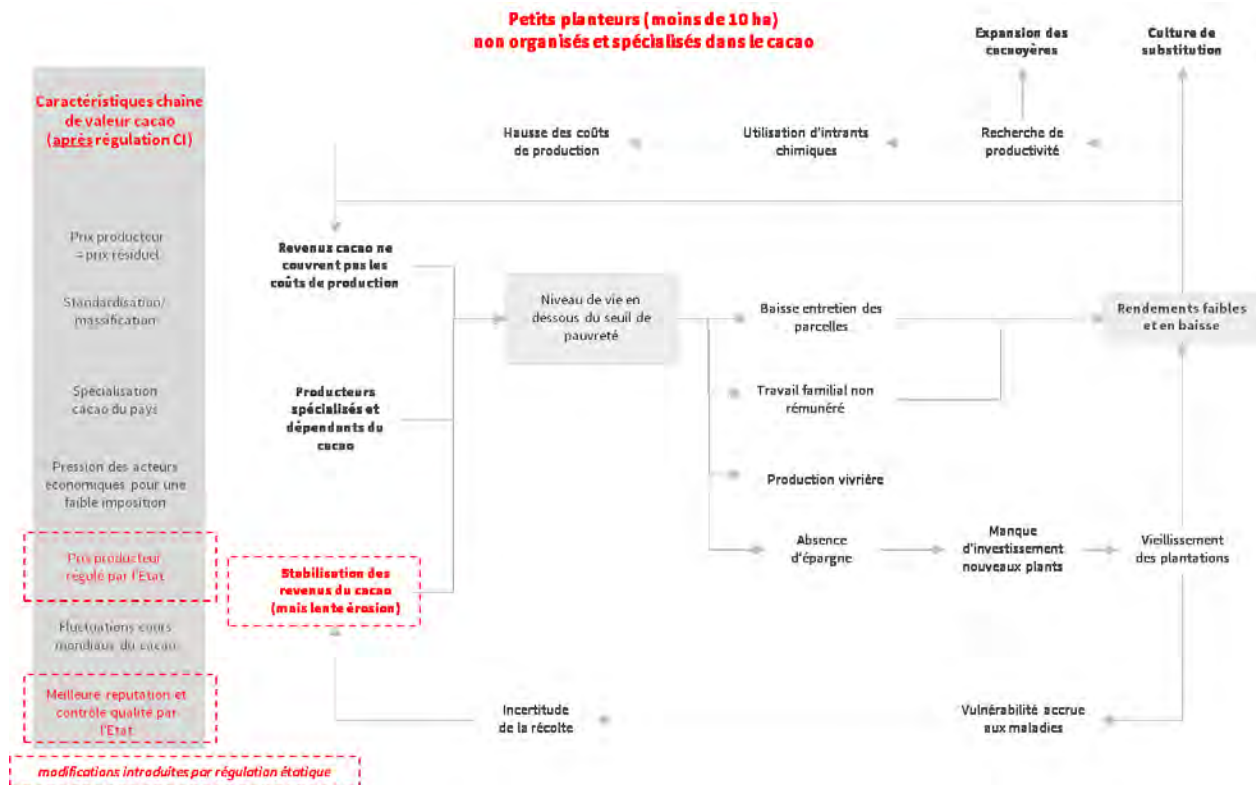 Petits planteurs (moins de 10 ha)
non organisés et spécialisés dans le cacao
Expansion des
cacaoyères
Culture de
substitution
Caractéristiques chaîne
de valeur cacao
(après régulation CI)
Hausse des coûts
de production
Utilisation d'intrants
chimiques
Recherche de
productivité
Prix producteur
= prix résiduel
Standardisation/
massification
Spécialisation
cacao du pays
Pression des acteurs
économiques pour une
faible imposition
Prix producteur
régulé par l'Etat
Fluctuations cours
mondiaux du cacao
Meilleure reputation et
contrôle qualité par
l'Etat
modifications introduites par régulation étatique
Revenus cacao ne
couvrent pas les
coûts de production
Producteurs
spécialisés et
dépendants du
cacao
Stabilisation des
revenus du cacao
(mais lente érosion)
Niveau de vie en
dessous du seuil de
pauvreté
Baisse entretien des
parcelles
Travail familial non
rémunéré
Production vivrière
Absence
d'épargne
Manque
d'investissement
nouveaux plants
Rendements faibles
et en baisse
Vieillissement
des plantations
Incertitude
de la récolte
Vulnérabilité accrue
aux maladies